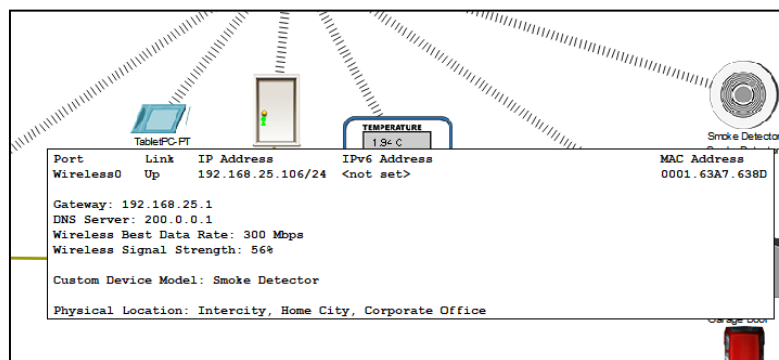 TEMPERATURE
1.94 C
TabletPC-PT
Smoke Detector
Port Link IP Address IPv6 Address MAC Address
Wireless0 Up 192.168.25.106/24 <not set> 0001.63A7.638D
Gateway: 192.168.25.1
DNS Server: 200.0.0.1
Wireless Best Data Rate: 300 Mbps
Wireless Signal Strength: 56%
Custom Device Model: Smoke Detector
Physical Location: Intercity, Home City, Corporate Office